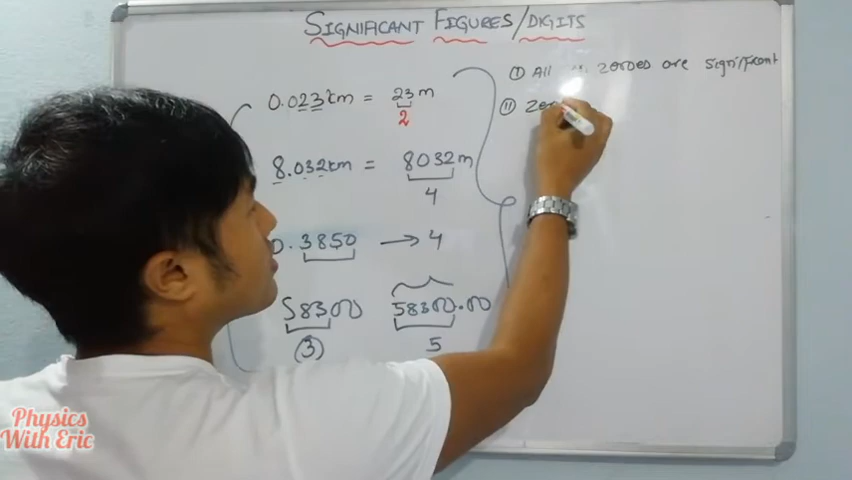 SIGNIFICANT FIGURES/DIGITS
0.023km = 23m
2
8.032km = 8032m
4
0.3850 → 4
58300 58300.00
(3) 5
(I) All zeroes are significant
(II)
Physics
With Eric